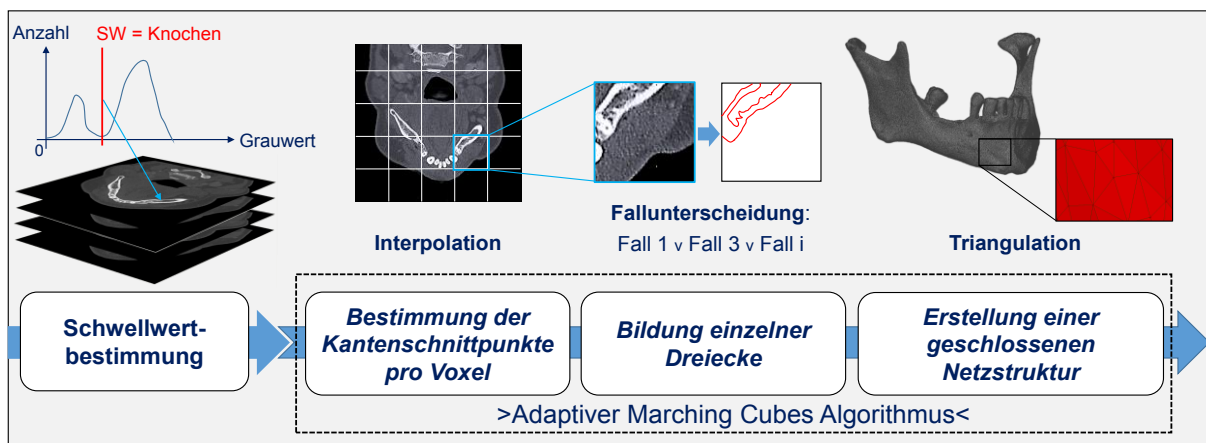 Anzahl
SW = Knochen
0
Grauwert
Interpolation
Fallunterscheidung:
Fall 1 v Fall 3 v Fall i
Triangulation
Schwellwert-
bestimmung
Bestimmung der
Kantenschnittpunkte
pro Voxel
Bildung einzelner
Dreiecke
Erstellung einer
geschlossenen
Netzstruktur
>Adaptiver Marching Cubes Algorithmus<